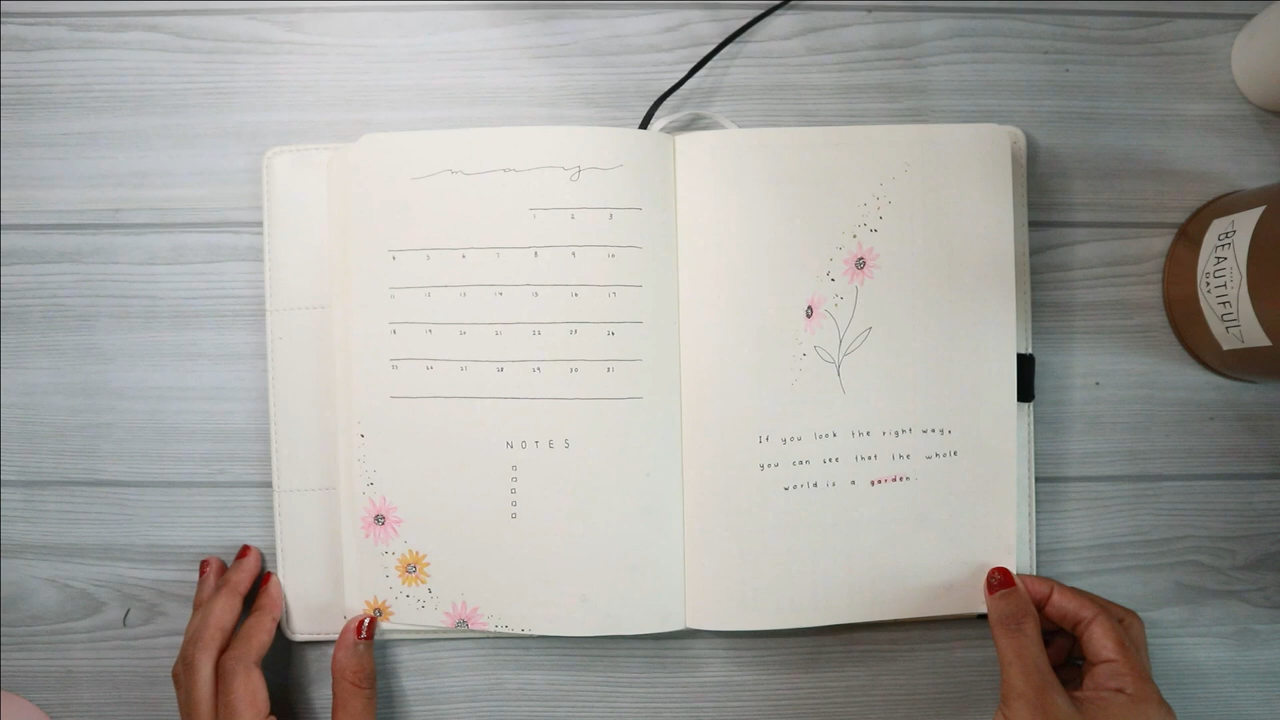 may
1 2 3
4 5 6 7 8 9 10
11 12 13 14 15 16 17
18 19 20 21 22 23 24
25 26 27 28 29 30 31
NOTES
If you look the right way,
you can see that the whole
world is a garden.
BEAUTIFUL
DAY